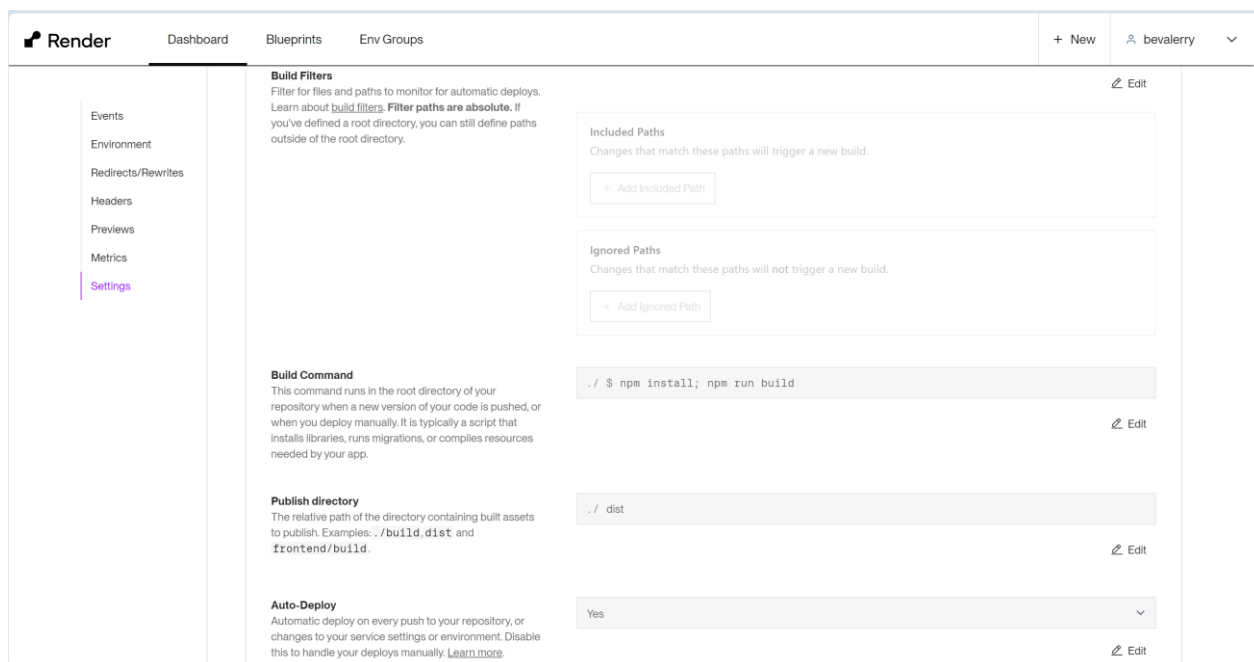 Render
Dashboard
Blueprints
Env Groups
+ New
bevalerry
Events
Environment
Redirects/Rewrites
Headers
Previews
Metrics
Settings
Build Filters
Filter for files and paths to monitor for automatic deploys.
Learn about build filters. Filter paths are absolute. If
you've defined a root directory, you can still define paths
outside of the root directory.
Edit
Included Paths
Changes that match these paths will trigger a new build.
+ Add Included Path
Ignored Paths
Changes that match these paths will not trigger a new build.
+ Add Ignored Path
Build Command
This command runs in the root directory of your
repository when a new version of your code is pushed, or
when you deploy manually. It is typically a script that
installs libraries, runs migrations, or compiles resources
needed by your app.
./ $ npm install; npm run build
Edit
Publish directory
The relative path of the directory containing built assets
to publish. Examples: ./build, dist and
frontend/build.
./ dist
Edit
Auto-Deploy
Automatic deploy on every push to your repository, or
changes to your service settings or environment. Disable
this to handle your deploys manually. Learn more.
Yes
Edit